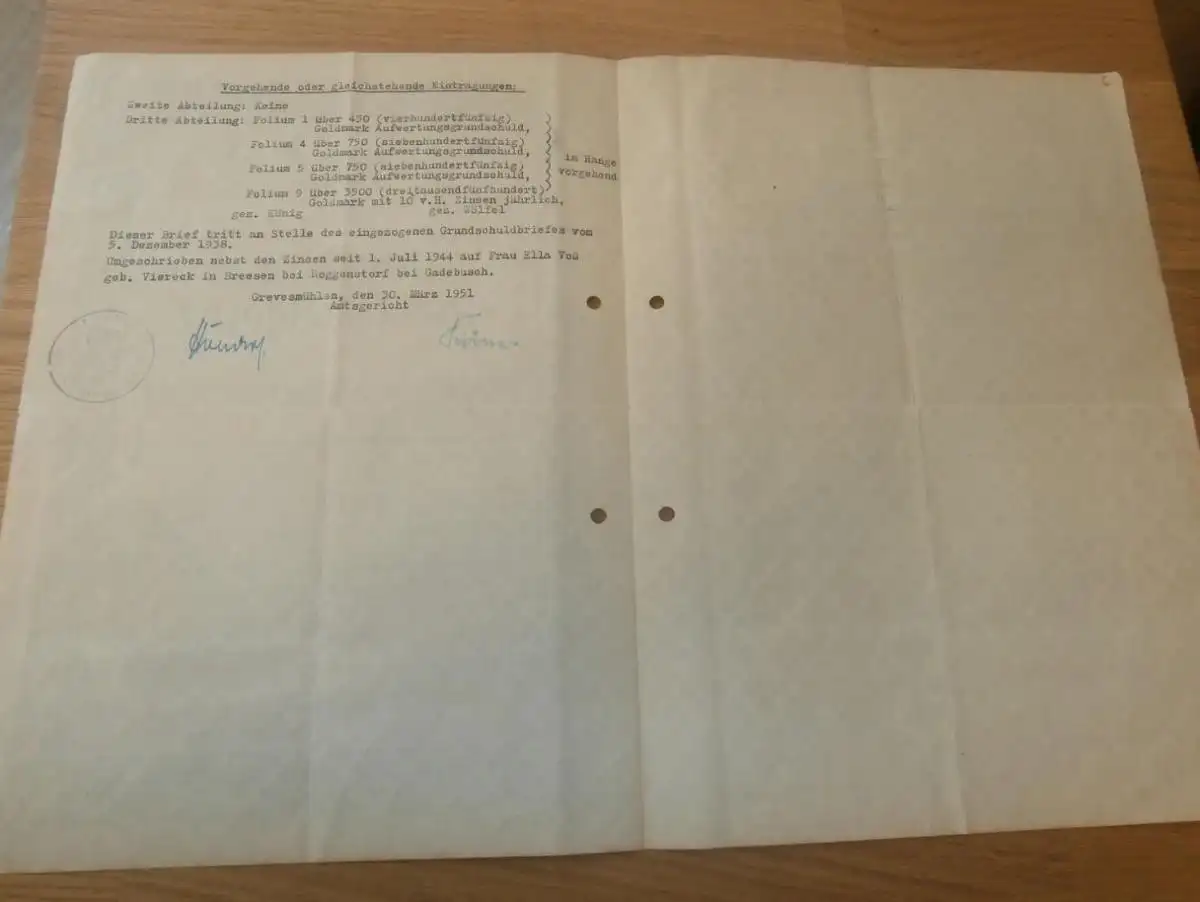 Vorgehende oder gleichstehende Eintragungen:
Zweite Abteilung: Keine
Dritte Abteilung: Folium 1 über 450 (vierhundertfünfzig)
Goldmark Aufwertungsgrundschuld,
Folium 4 über 750 (siebenhundertfünfzig)
Goldmark Aufwertungsgrundschuld,
Folium 5 über 750 (siebenhundertfünfzig)
Goldmark Aufwertungsgrundschuld,
im Range
vorgehend
Folium 9 über 3500 (dreitausendfünfhundert)
Goldmark mit 10 v.H. Zinsen jährlich,
gez. König gez. Wölfel
Dieser Brief tritt an Stelle des eingezogenen Grundschuldbriefes vom
5. Dezember 1938.
Umgeschrieben nebst den Zinsen seit 1. Juli 1944 auf Frau Ella Voß
geb. Viereck in Breesen bei Roggenstorf bei Gadebusch.
Grevesmühlen, den 30. März 1951
Amtsgericht